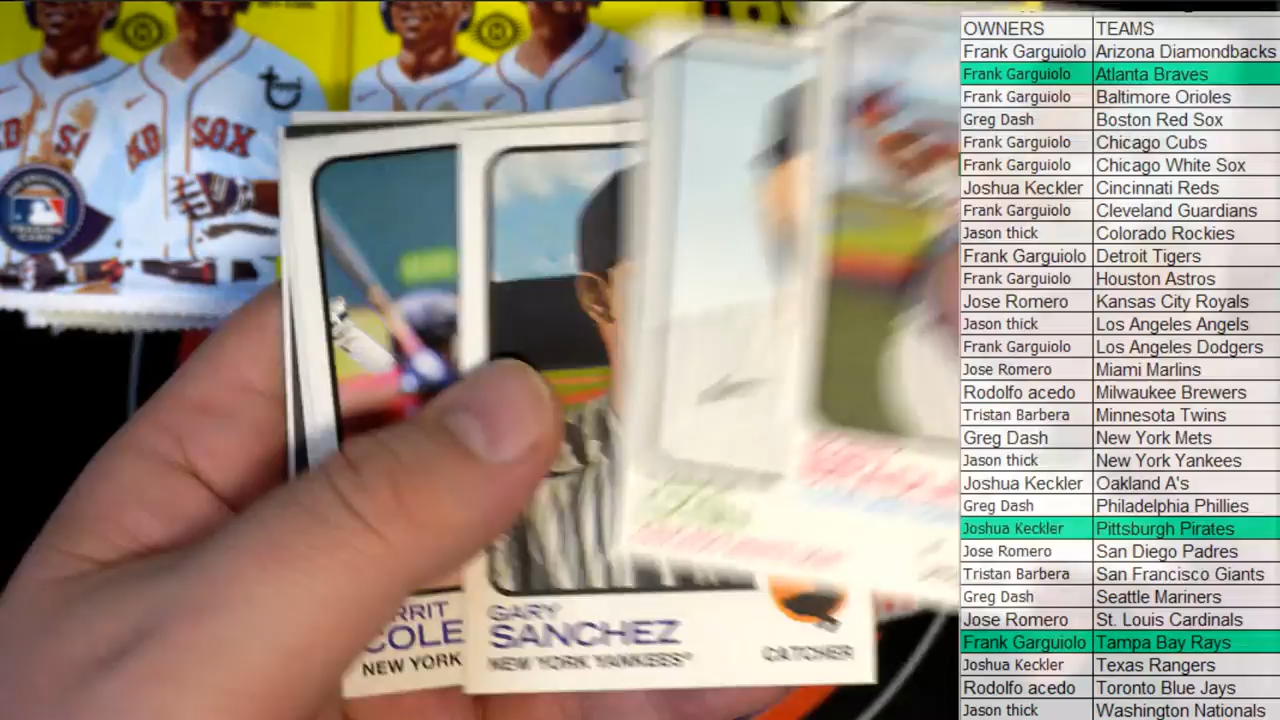 SOX
RRIT
COLE
NEW YORK
GARY
SANCHEZ
NEW YORK YANKEES®
CATCHER
OWNERS TEAMS
Frank Garguiolo Arizona Diamondbacks
Frank Garguiolo Atlanta Braves
Frank Garguiolo Baltimore Orioles
Greg Dash Boston Red Sox
Frank Garguiolo Chicago Cubs
Frank Garguiolo Chicago White Sox
Joshua Keckler Cincinnati Reds
Frank Garguiolo Cleveland Guardians
Jason thick Colorado Rockies
Frank Garguiolo Detroit Tigers
Frank Garguiolo Houston Astros
Jose Romero Kansas City Royals
Jason thick Los Angeles Angels
Frank Garguiolo Los Angeles Dodgers
Jose Romero Miami Marlins
Rodolfo acedo Milwaukee Brewers
Tristan Barbera Minnesota Twins
Greg Dash New York Mets
Jason thick New York Yankees
Joshua Keckler Oakland A's
Greg Dash Philadelphia Phillies
Joshua Keckler Pittsburgh Pirates
Jose Romero San Diego Padres
Tristan Barbera San Francisco Giants
Greg Dash Seattle Mariners
Jose Romero St. Louis Cardinals
Frank Garguiolo Tampa Bay Rays
Joshua Keckler Texas Rangers
Rodolfo acedo Toronto Blue Jays
Jason thick Washington Nationals